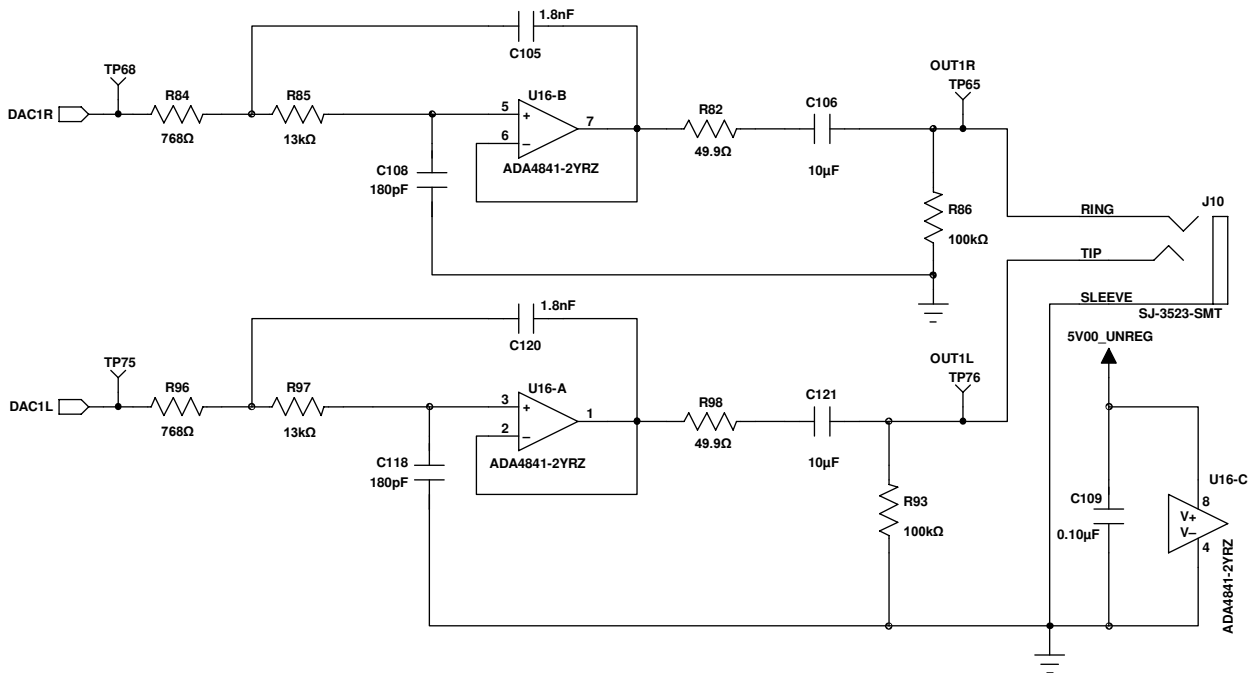 1.8nF
C105
TP68
R84
R85
DAC1R
768Ω
13kΩ
U16-B
5
+
6
–
7
ADA4841-2YRZ
C108
180pF
R82
49.9Ω
C106
10µF
OUT1R
TP65
R86
100kΩ
RING
J10
TIP
SLEEVE
SJ-3523-SMT
1.8nF
C120
TP75
R96
R97
DAC1L
768Ω
13kΩ
U16-A
3
+
2
–
1
ADA4841-2YRZ
C118
180pF
R98
49.9Ω
C121
10µF
OUT1L
TP76
R93
100kΩ
5V00_UNREG
C109
0.10µF
U16-C
8
V+
V–
4
ADA4841-2YRZ